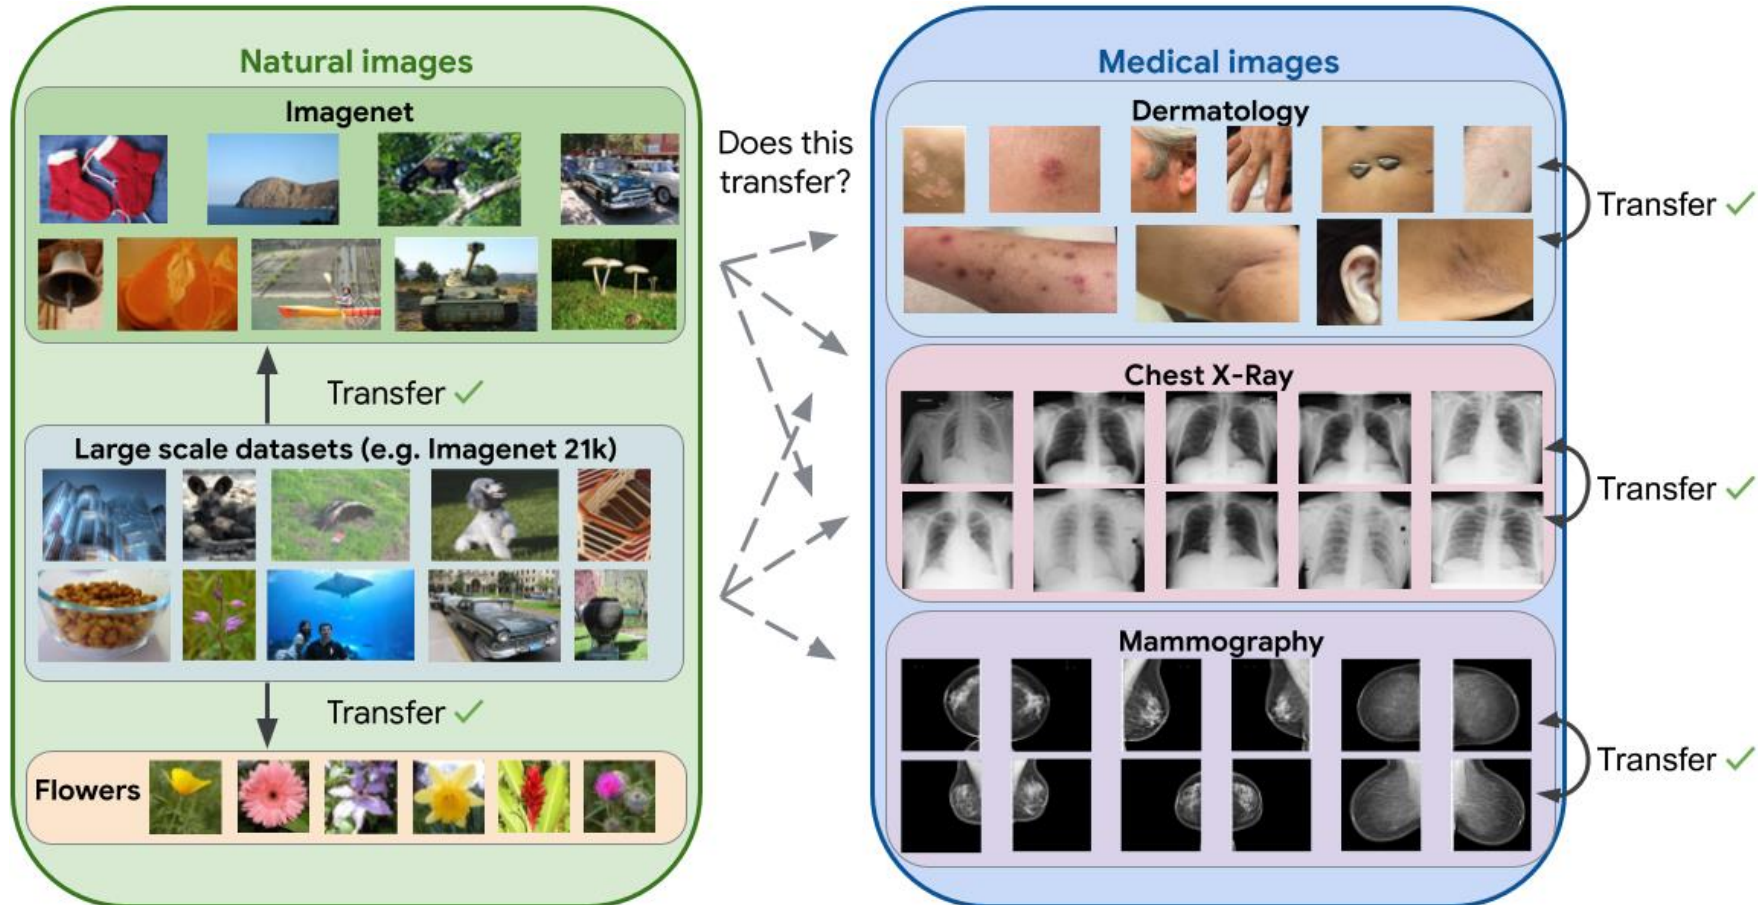 Natural images
Imagenet
Transfer ✓
Large scale datasets (e.g. Imagenet 21k)
Transfer ✓
Flowers
Does this
transfer?
Medical images
Dermatology
Transfer ✓
Chest X-Ray
Transfer ✓
Mammography
Transfer ✓